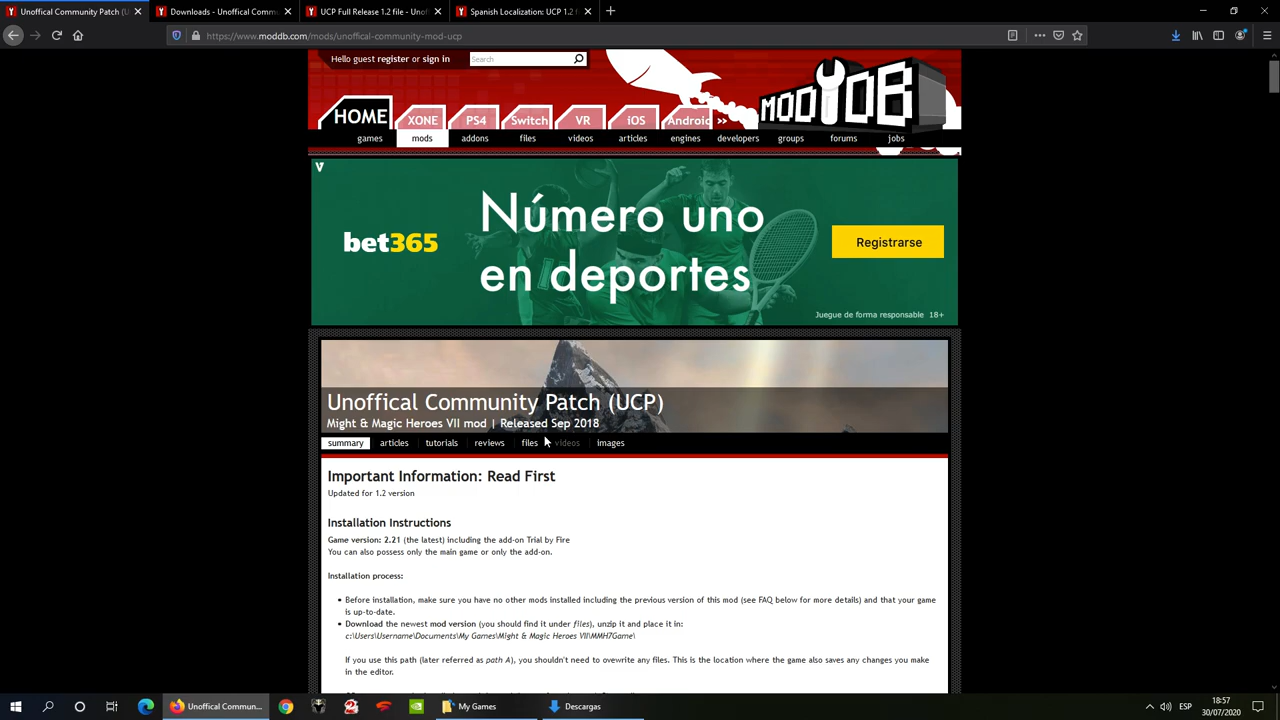 Unoffical Community Patch (U
Downloads - Unoffical Commu
UCP Full Release 1.2 file - Unof
Spanish Localization: UCP 1.2 f
https://www.moddb.com/mods/unoffical-community-mod-ucp
Hello guest register or sign in
Search
MODDB
HOME
XONE
PS4
Switch
VR
iOS
Android
»
games
mods
addons
files
videos
articles
engines
developers
groups
forums
jobs
V
bet365
Número uno
en deportes
Registrarse
Juegue de forma responsable 18+
Unoffical Community Patch (UCP)
Might & Magic Heroes VII mod | Released Sep 2018
summary
articles
tutorials
reviews
files
videos
images
Important Information: Read First
Updated for 1.2 version
Installation Instructions
Game version: 2.21 (the latest) including the add-on Trial by Fire
You can also possess only the main game or only the add-on.
Installation process:
Before installation, make sure you have no other mods installed including the previous version of this mod (see FAQ below for more details) and that your game
is up-to-date.
Download the newest mod version (you should find it under files), unzip it and place it in:
c:\Users\Username\Documents\My Games\Might & Magic Heroes VII\MMH7Game\
If you use this path (later referred as path A), you shouldn't need to ovewrite any files. This is the location where the game also saves any changes you make
in the editor.
Unoffical Commun...
My Games
Descargas
ESP
18:57
30/07/2020